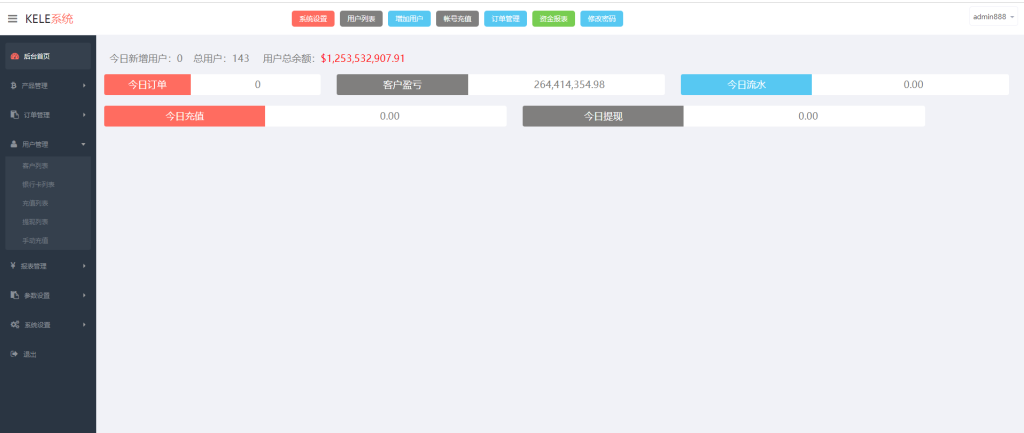 KELE系统
系统设置 用户列表 增加用户 账号充值 订单管理 资金报表 修改密码
admin888
后台首页
产品管理
订单管理
用户管理
客户列表
银行卡列表
充值列表
提现列表
手动充值
报表管理
参数设置
系统设置
退出
今日新增用户：0 总用户：143 用户总余额：$1,253,532,907.91
今日订单 0 客户盈亏 264,414,354.98 今日流水 0.00
今日充值 0.00 今日提现 0.00